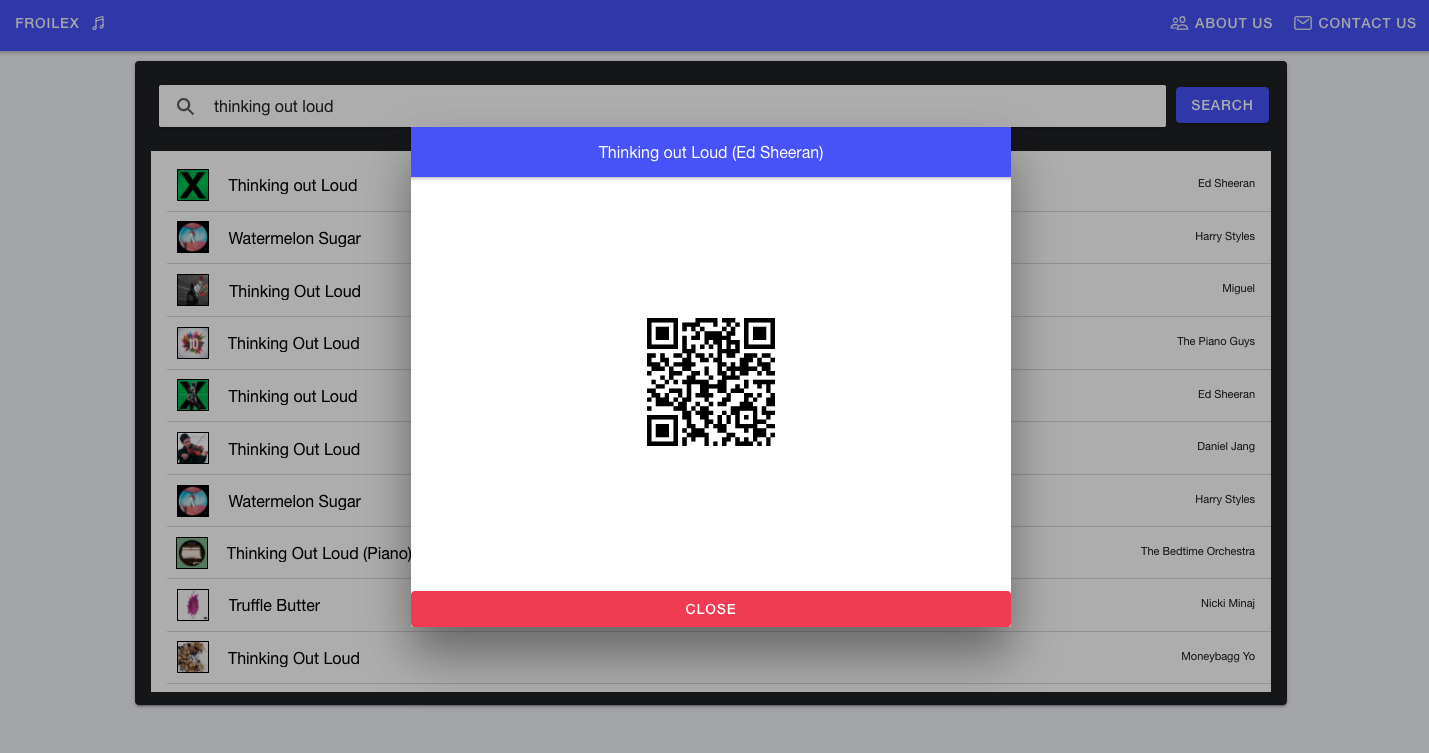 FROILEX
ABOUT US
CONTACT US
thinking out loud
SEARCH
Thinking out Loud (Ed Sheeran)
Thinking out Loud
Ed Sheeran
Watermelon Sugar
Harry Styles
Thinking Out Loud
Miguel
Thinking Out Loud
The Piano Guys
Thinking out Loud
Ed Sheeran
Thinking Out Loud
Daniel Jang
Watermelon Sugar
Harry Styles
Thinking Out Loud (Piano)
The Bedtime Orchestra
Truffle Butter
Nicki Minaj
CLOSE
Thinking Out Loud
Moneybagg Yo